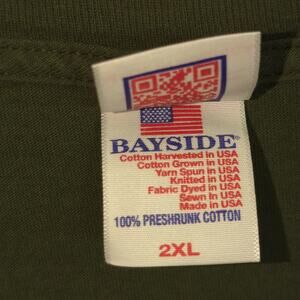 BAYSIDE®
Cotton Harvested in USA
Cotton Grown in USA
Yarn Spun in USA
Knitted in USA
Fabric Dyed in USA
Sewn in USA
Made in USA
100% PRESHRUNK COTTON
2XL